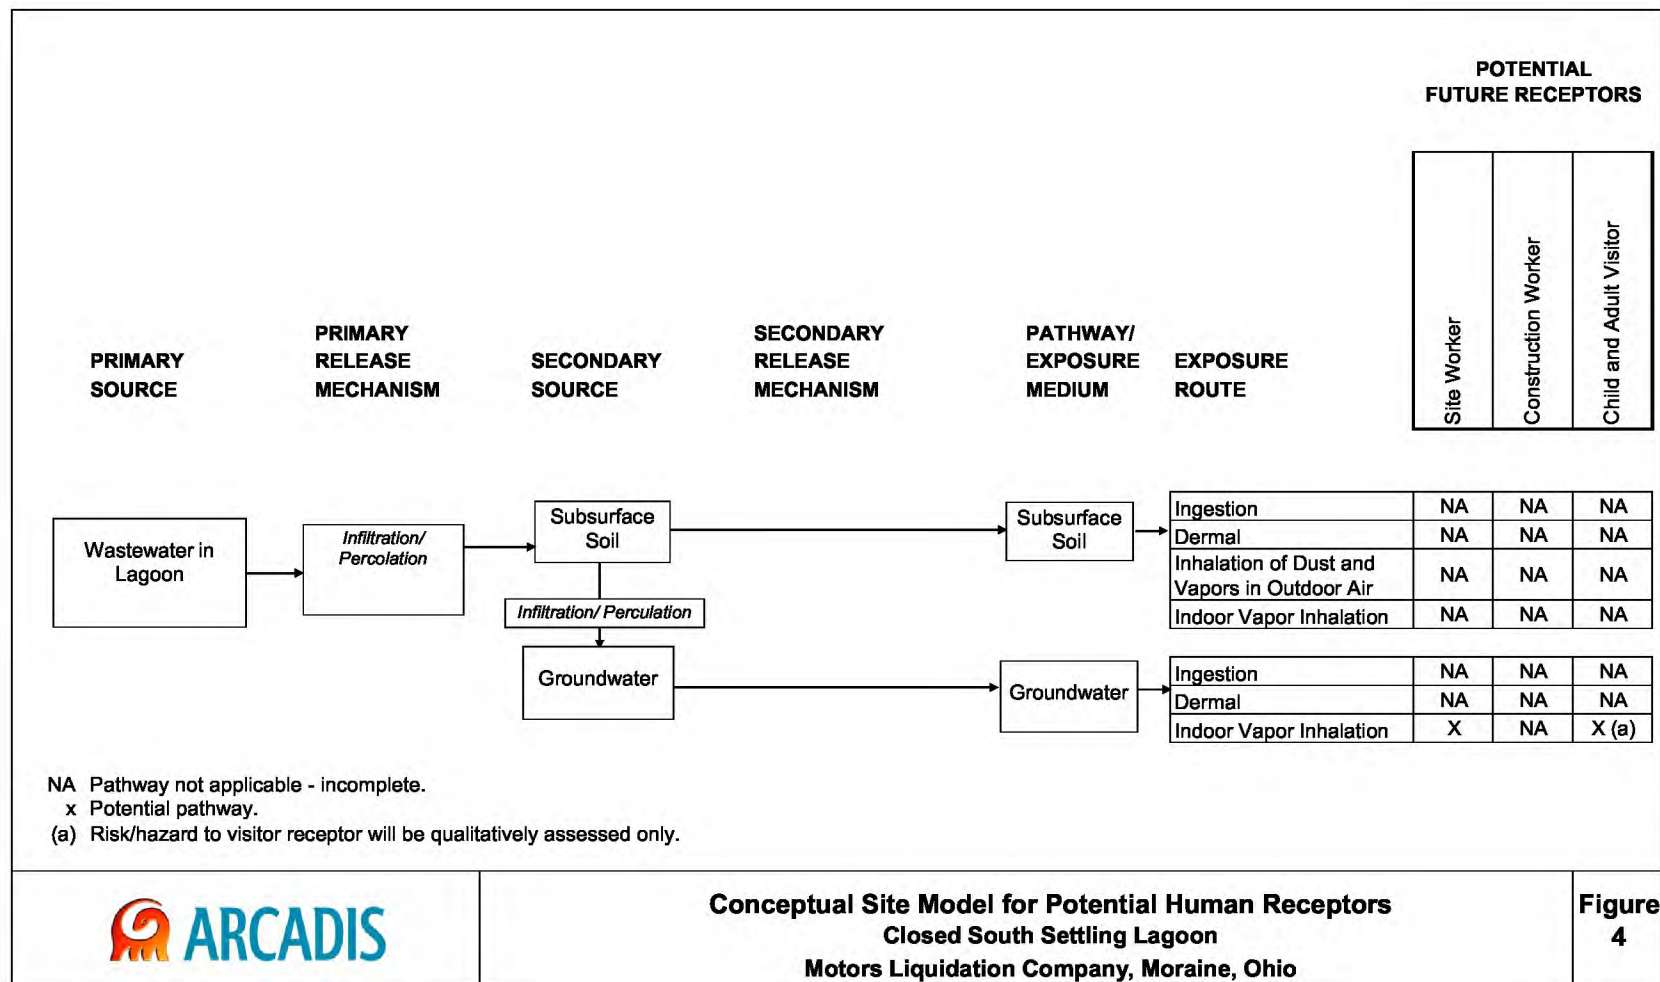 POTENTIAL
FUTURE RECEPTORS
Site Worker
Construction Worker
Child and Adult Visitor
PRIMARY
SOURCE
PRIMARY
RELEASE
MECHANISM
SECONDARY
SOURCE
SECONDARY
RELEASE
MECHANISM
PATHWAY/
EXPOSURE
MEDIUM
EXPOSURE
ROUTE
Wastewater in
Lagoon
Infiltration/
Percolation
Subsurface
Soil
Infiltration/ Perculation
Groundwater
Subsurface
Soil
Ingestion NA NA NA
Dermal NA NA NA
Inhalation of Dust and
Vapors in Outdoor Air NA NA NA
Indoor Vapor Inhalation NA NA NA
Groundwater
Ingestion NA NA NA
Dermal NA NA NA
Indoor Vapor Inhalation X NA X (a)
NA Pathway not applicable - incomplete.
x Potential pathway.
(a) Risk/hazard to visitor receptor will be qualitatively assessed only.
ARCADIS
Conceptual Site Model for Potential Human Receptors
Closed South Settling Lagoon
Motors Liquidation Company, Moraine, Ohio
Figure
4